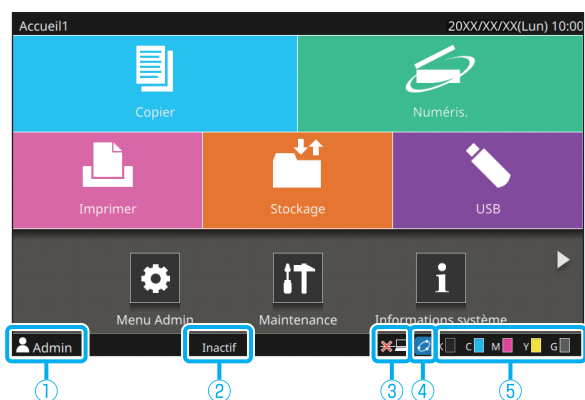 Accueil1 20XX/XX/XX(Lun) 10:00
Copier Numéris.
Imprimer Stockage USB
Menu Admin Maintenance Informations système
Admin Inactif K C M Y G
① ② ③ ④ ⑤